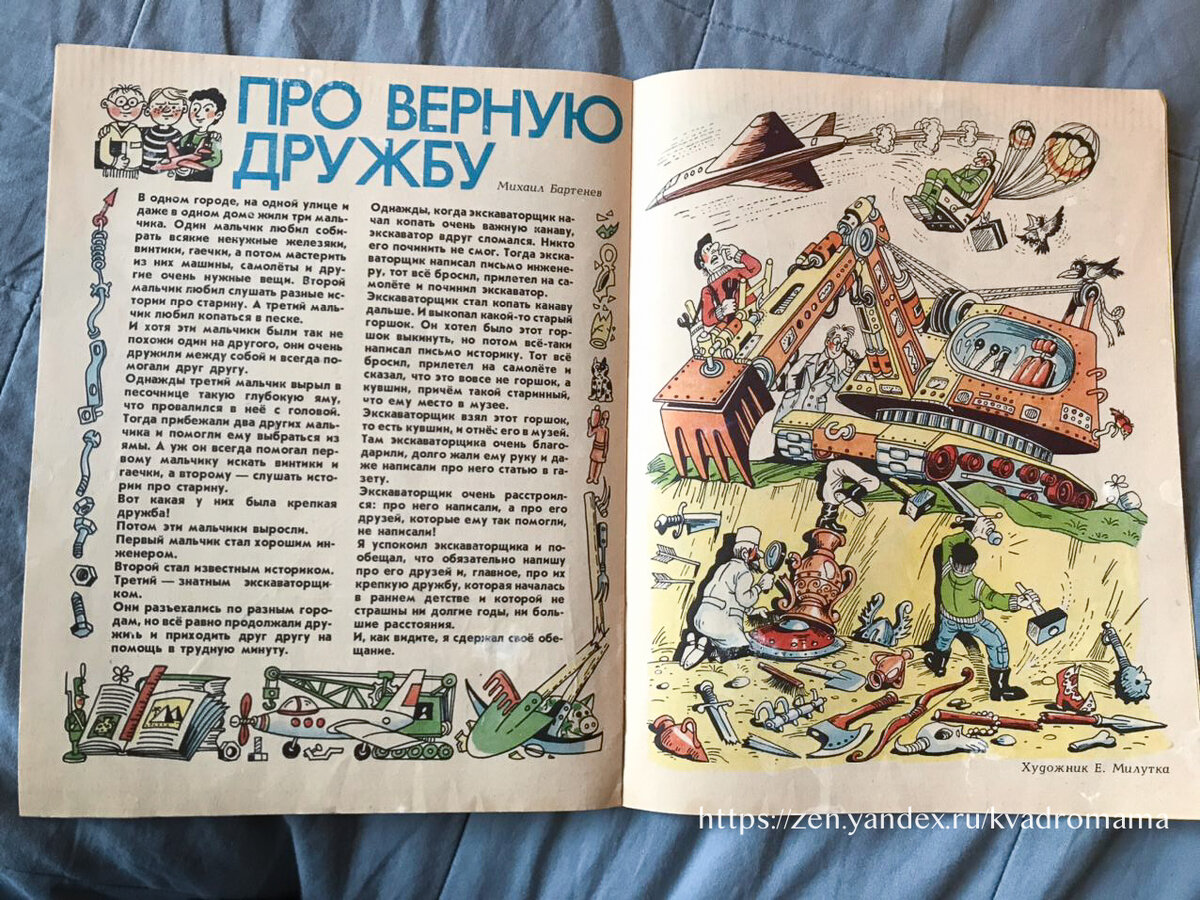 ПРО ВЕРНУЮ
ДРУЖБУ
Михаил Бартенев
В одном городе, на одной улице и
даже в одном доме жили три маль-
чика. Один мальчик любил соби-
рать всякие ненужные железяки,
винтики, гаечки, а потом мастерить
из них машины, самолёты и дру-
гие очень нужные вещи. Второй
мальчик любил слушать разные ис-
тории про старину. А третий маль-
чик любил копаться в песке.
И хотя эти мальчики были так не
похожи один на другого, они очень
дружили между собой и всегда по-
могали друг другу.
Однажды третий мальчик вырыл в
песочнице такую глубокую яму,
что провалился в неё с головой.
Тогда прибежали два других маль-
чика и помогли ему выбраться из
ямы. А уж он всегда помогал пер-
вому мальчику искать винтики и
гаечки, а второму — слушать исто-
рии про старину.
Вот какая у них была крепкая
дружба!
Потом эти мальчики выросли.
Первый мальчик стал хорошим ин-
женером.
Второй стал известным историком.
Третий — знатным экскаваторщи-
ком.
Они разъехались по разным горо-
дам, но всё равно продолжали дру-
жить и приходить друг другу на
помощь в трудную минуту.
Однажды, когда экскаваторщик на-
чал копать очень важную канаву,
экскаватор вдруг сломался. Никто
его починить не смог. Тогда экска-
ваторщик написал письмо инжене-
ру, тот всё бросил, прилетел на са-
молёте и починил экскаватор.
Экскаваторщик стал копать канаву
дальше. И выкопал какой-то старый
горшок. Он хотел было этот гор-
шок выкинуть, но потом всё-таки
написал письмо историку. Тот всё
бросил, прилетел на самолёте и
сказал, что это вовсе не горшок, а
кувшин, причём такой старинный,
что ему место в музее.
Экскаваторщик взял этот горшок,
то есть кувшин, и отнёс его в музей.
Там экскаваторщика очень благо-
дарили, долго жали ему руку и да-
же написали про него статью в га-
зету.
Экскаваторщик очень расстроил-
ся: про него написали, а про его
друзей, которые ему так помогли,
не написали!
Я успокоил экскаваторщика и по-
обещал, что обязательно напишу
про его друзей и, главное, про их
крепкую дружбу, которая началась
в раннем детстве и которой не
страшны ни долгие годы, ни боль-
шие расстояния.
И, как видите, я сдержал своё обе-
щание.
Художник Е. Милутка
https://zen.yandex.ru/kvadromama